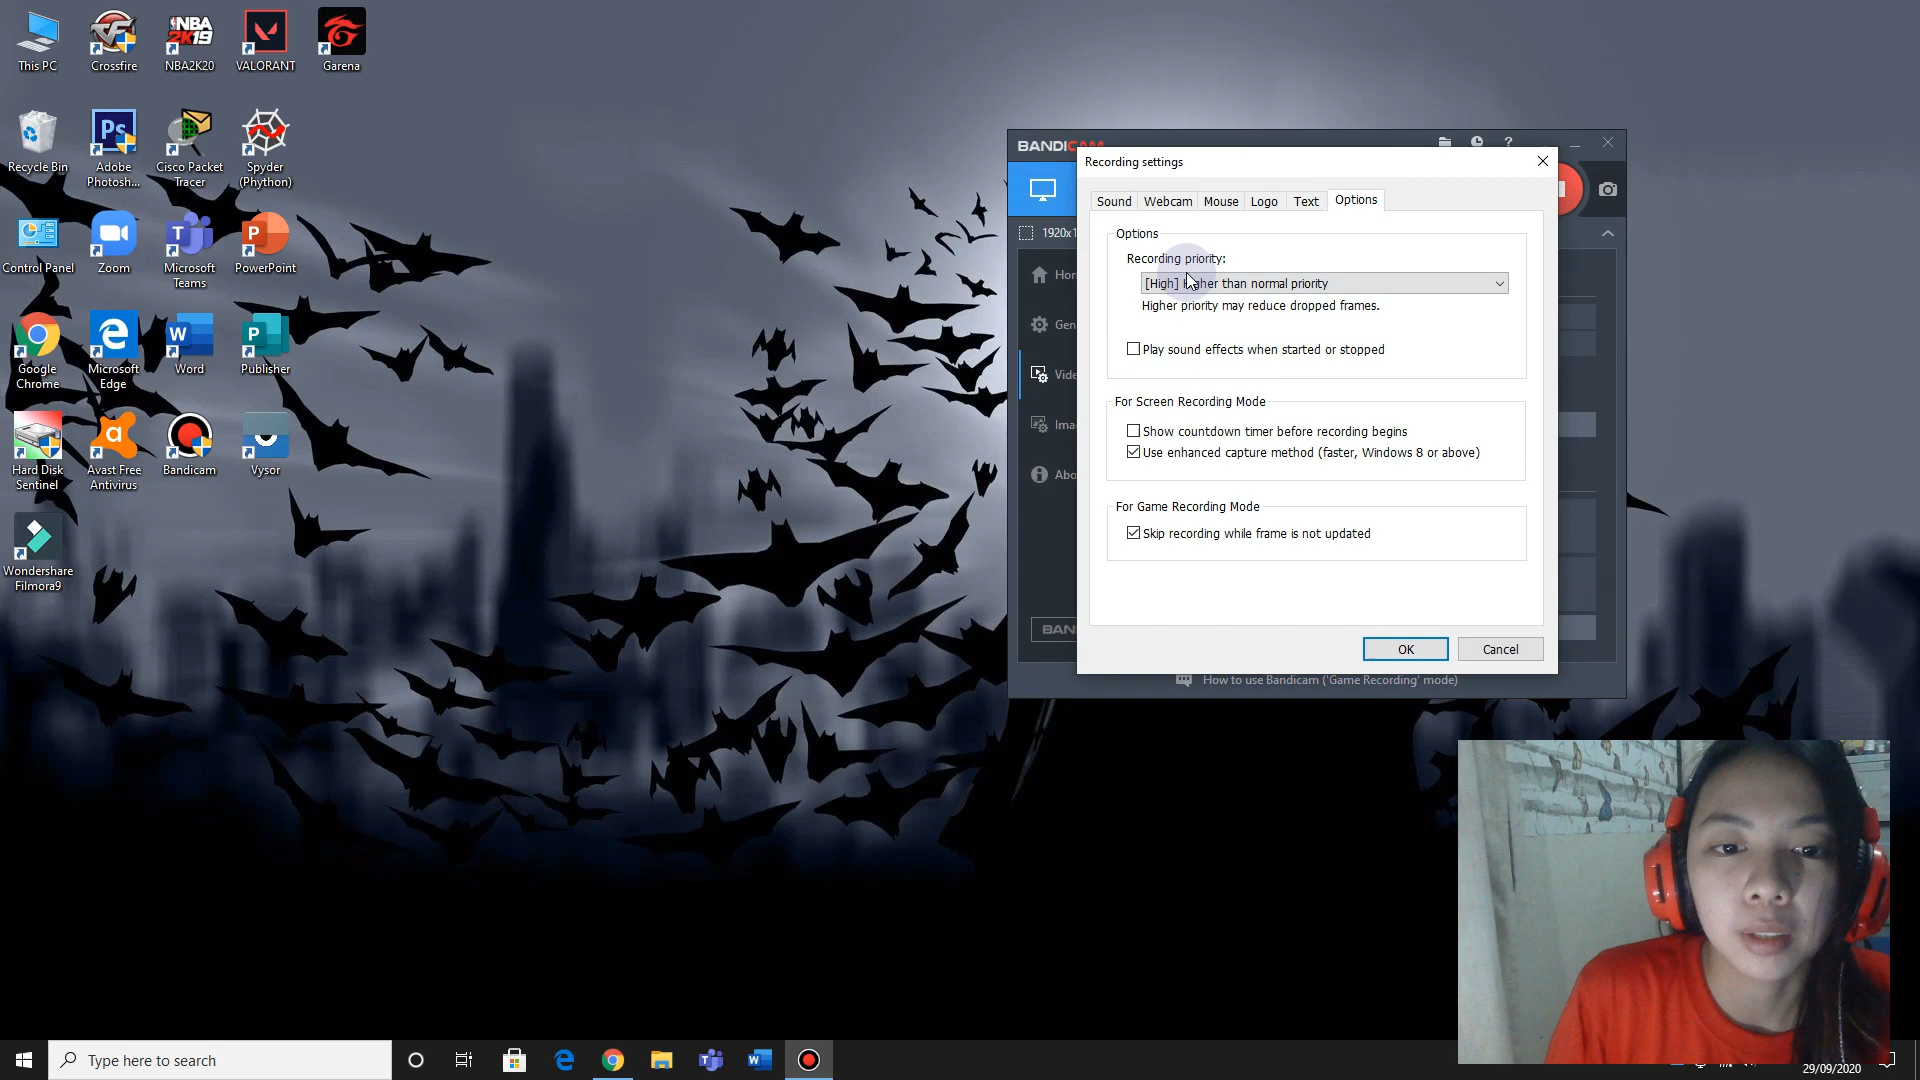 This PC
Crossfire
NBA2K20
VALORANT
Garena
Recycle Bin
Adobe Photosh...
Cisco Packet Tracer
Spyder (Phython)
Control Panel
Zoom
Microsoft Teams
PowerPoint
Google Chrome
Microsoft Edge
Word
Publisher
Hard Disk Sentinel
Avast Free Antivirus
Bandicam
Vysor
Wondershare Filmora9
Recording settings
Sound Webcam Mouse Logo Text Options
Options
Recording priority:
[High] higher than normal priority
Higher priority may reduce dropped frames.
Play sound effects when started or stopped
For Screen Recording Mode
Show countdown timer before recording begins
Use enhanced capture method (faster, Windows 8 or above)
For Game Recording Mode
Skip recording while frame is not updated
OK Cancel
How to use Bandicam ('Game Recording' mode)
Type here to search
29/09/2020